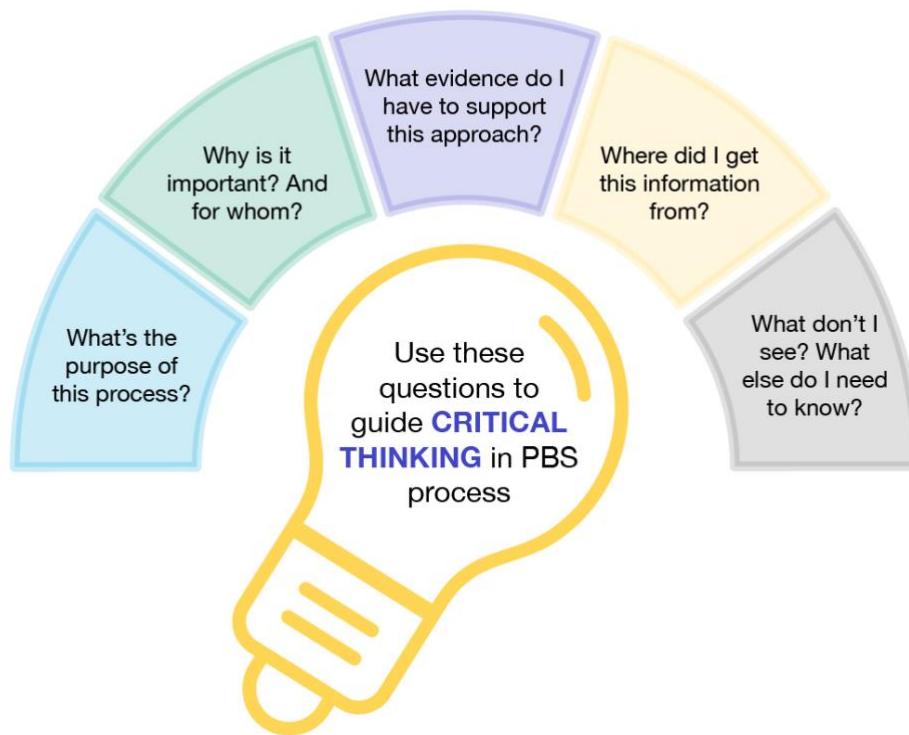 What's the
purpose of
this process?
Why is it
important? And
for whom?
What evidence do I
have to support
this approach?
Where did I get
this information
from?
What don't I
see? What
else do I need
to know?
Use these
questions to
guide CRITICAL
THINKING in PBS
process